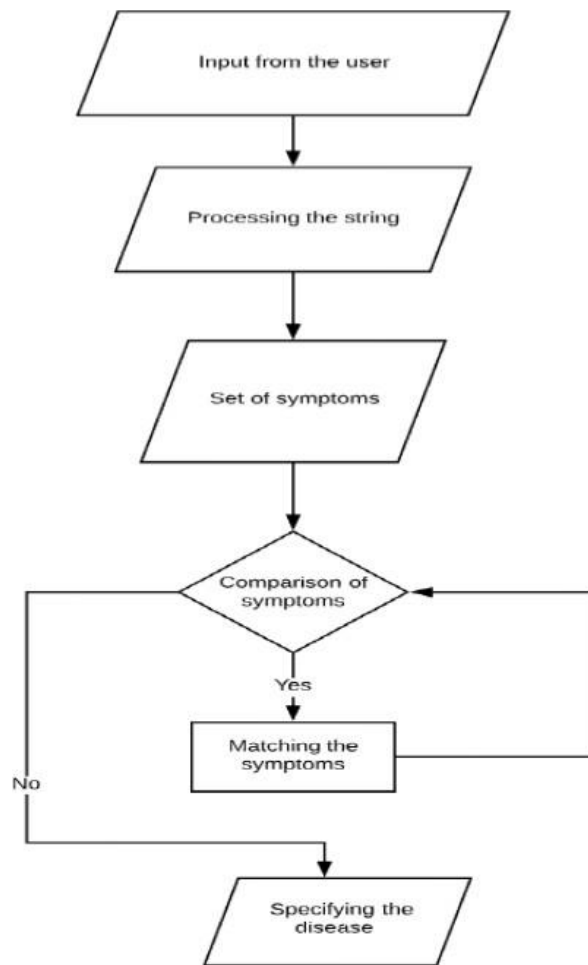 Input from the user
Processing the string
Set of symptoms
Comparison of
symptoms
Yes
Matching the
symptoms
No
Specifying the
disease